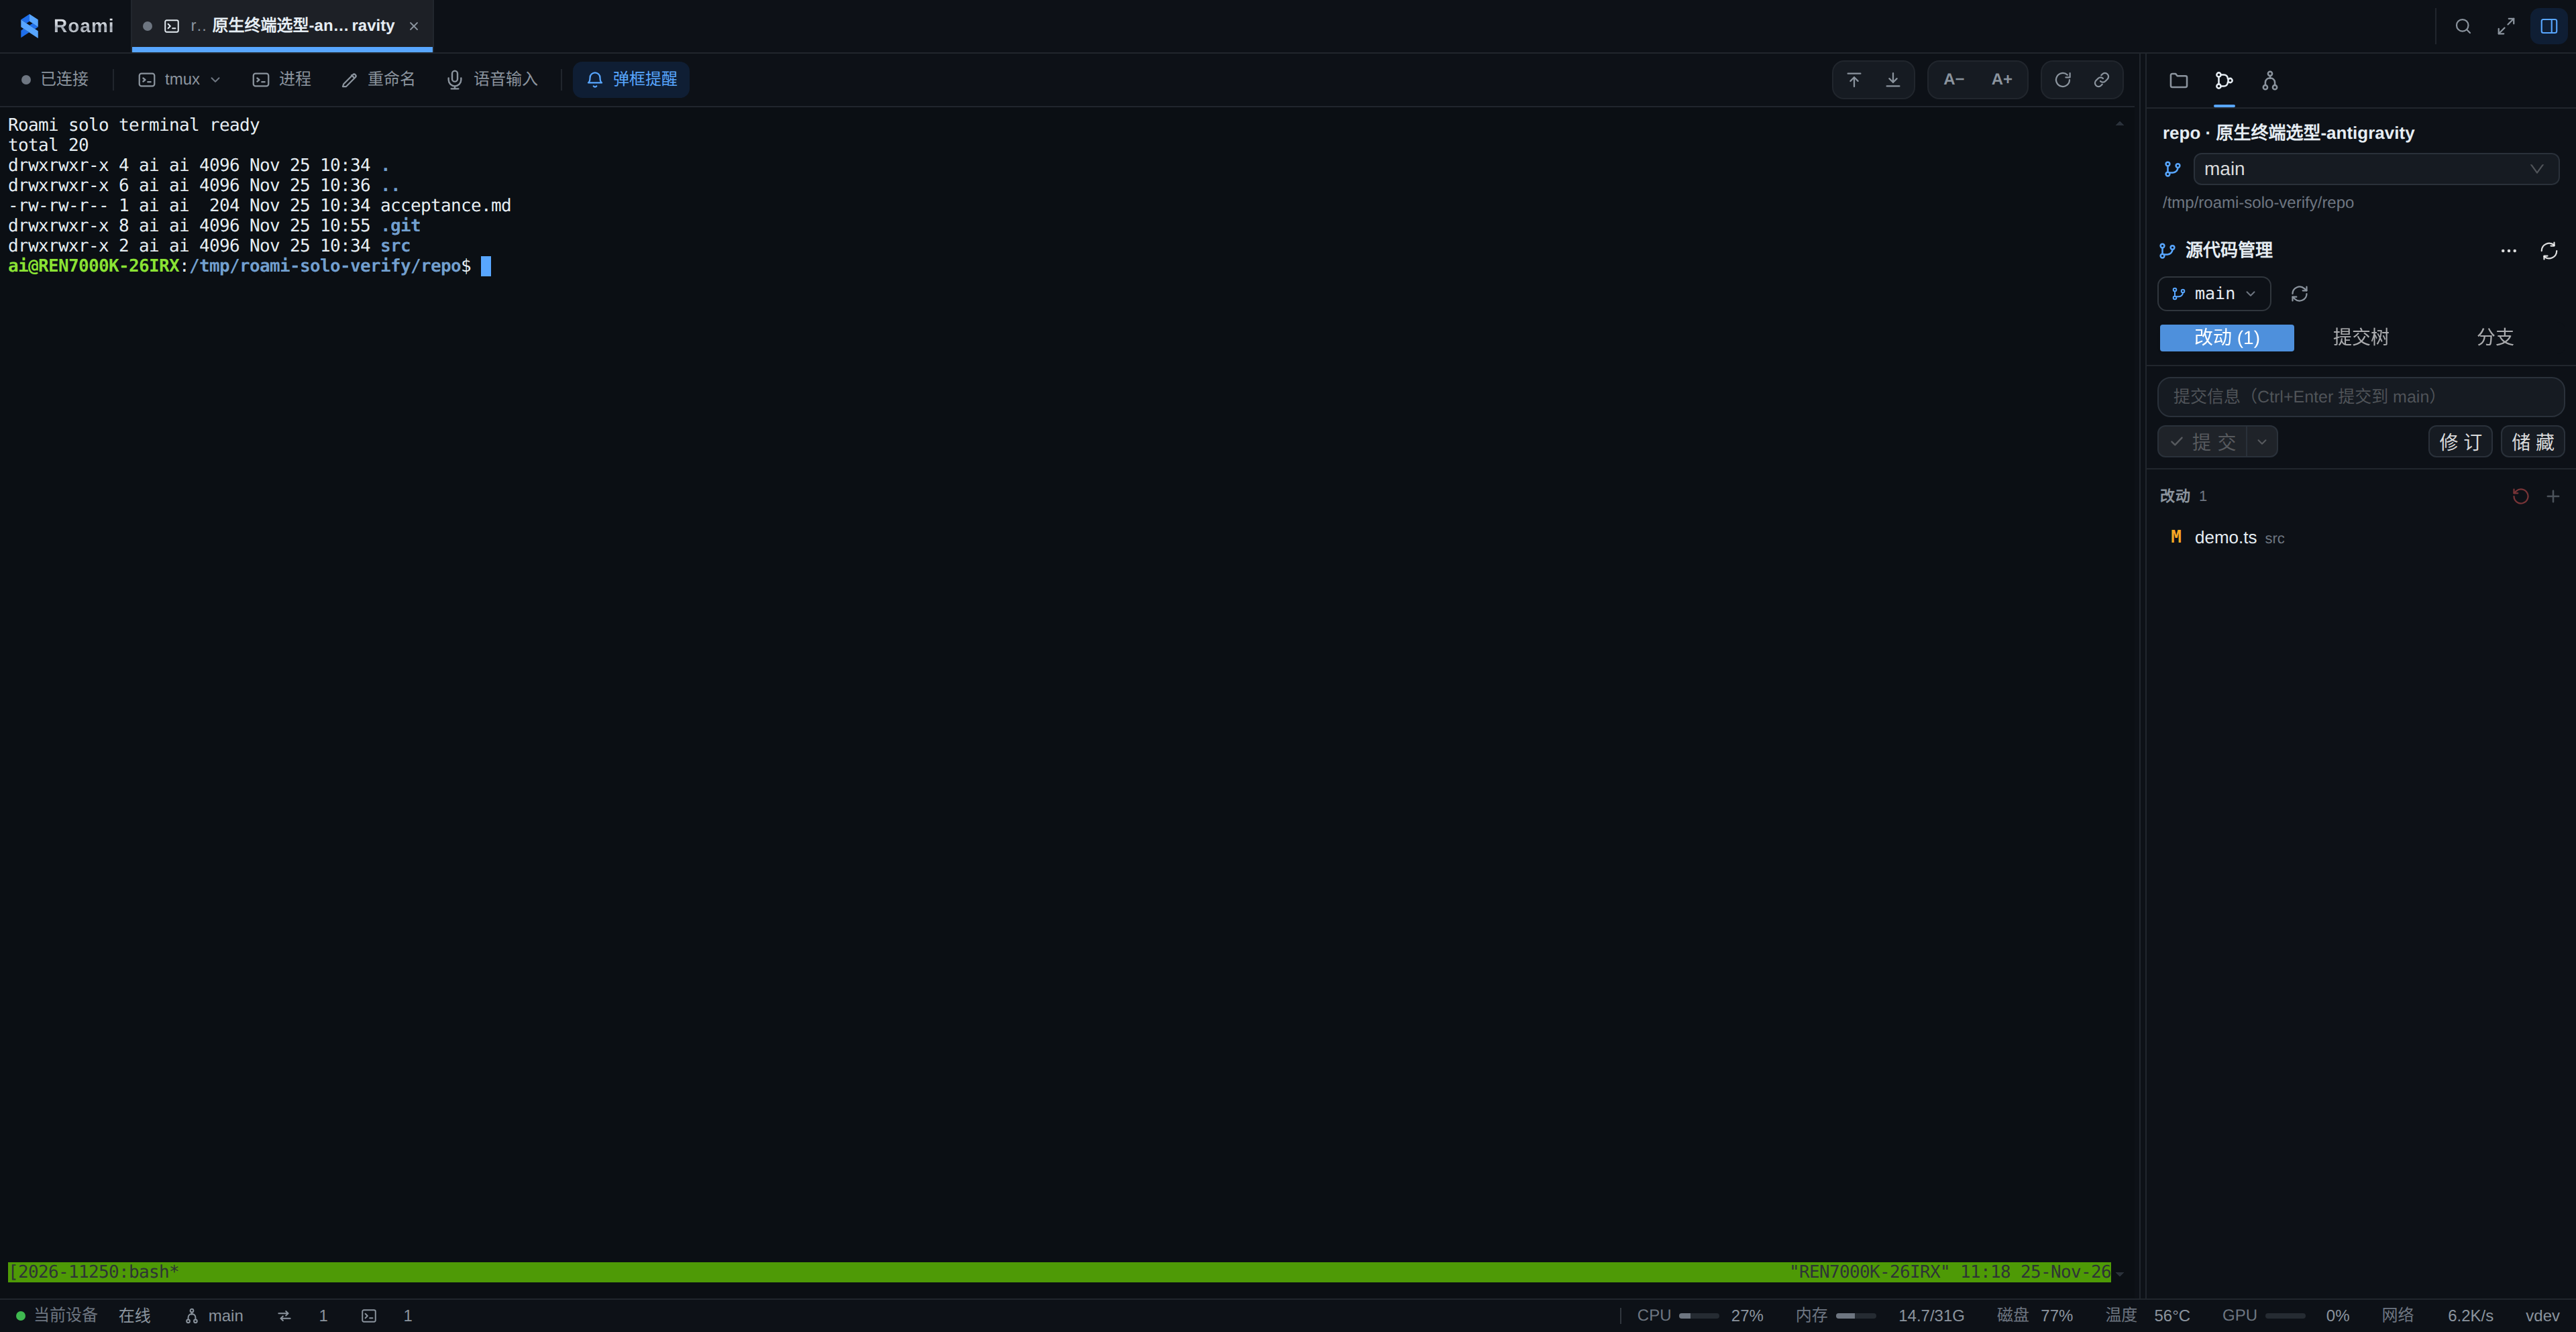 Roami
r.. 原生终端选型-an... ravity ×
已连接 tmux 进程 重命名 语音输入 弹框提醒 A− A+
Roami solo terminal ready
total 20
drwxrwxr-x 4 ai ai 4096 Nov 25 10:34 .
drwxrwxr-x 6 ai ai 4096 Nov 25 10:36 ..
-rw-rw-r-- 1 ai ai  204 Nov 25 10:34 acceptance.md
drwxrwxr-x 8 ai ai 4096 Nov 25 10:55 .git
drwxrwxr-x 2 ai ai 4096 Nov 25 10:34 src
ai@REN7000K-26IRX:/tmp/roami-solo-verify/repo$
[2026-11250:bash* "REN7000K-26IRX" 11:18 25-Nov-26
repo · 原生终端选型-antigravity
main
/tmp/roami-solo-verify/repo
源代码管理
main
改动 (1) 提交树 分支
提交信息（Ctrl+Enter 提交到 main）
提 交 修 订 储 藏
改动 1
M demo.ts src
当前设备 在线 main 1 1 CPU 27% 内存 14.7/31G 磁盘 77% 温度 56°C GPU 0% 网络 6.2K/s vdev